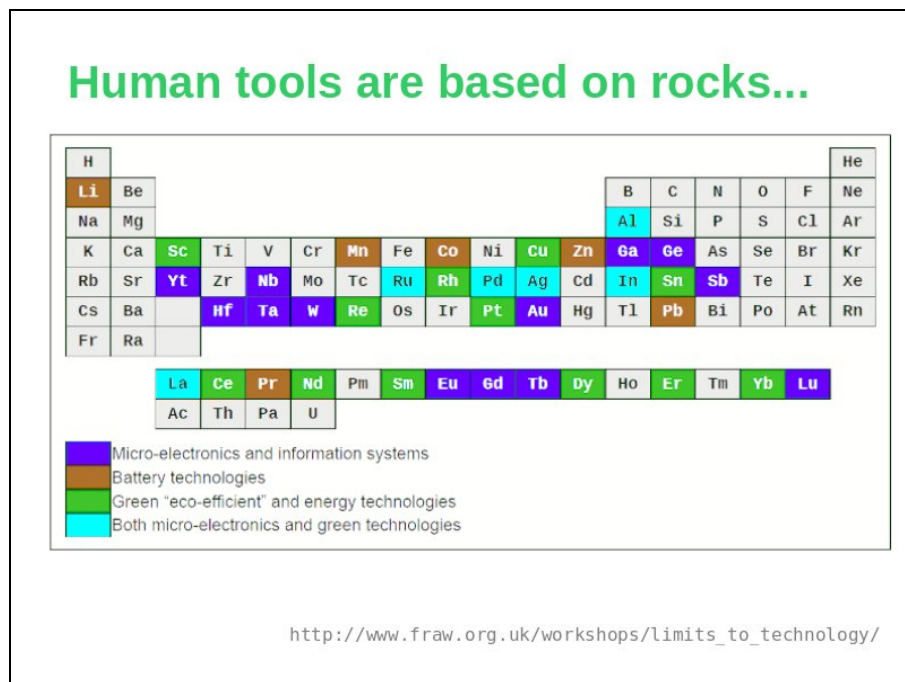 Human tools are based on rocks...
H He
Li Be B C N O F Ne
Na Mg Al Si P S Cl Ar
K Ca Sc Ti V Cr Mn Fe Co Ni Cu Zn Ga Ge As Se Br Kr
Rb Sr Yt Zr Nb Mo Tc Ru Rh Pd Ag Cd In Sn Sb Te I Xe
Cs Ba Hf Ta W Re Os Ir Pt Au Hg Tl Pb Bi Po At Rn
Fr Ra
La Ce Pr Nd Pm Sm Eu Gd Tb Dy Ho Er Tm Yb Lu
Ac Th Pa U
Micro-electronics and information systems
Battery technologies
Green "eco-efficient" and energy technologies
Both micro-electronics and green technologies
http://www.fraw.org.uk/workshops/limits_to_technology/